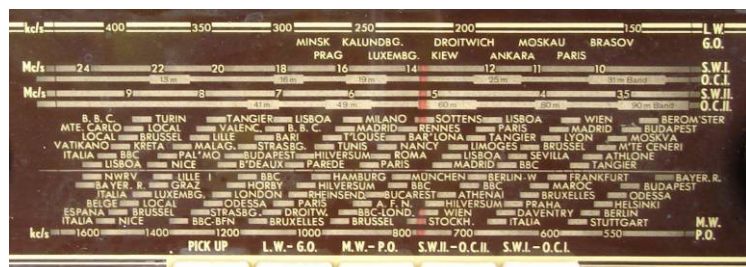 kc/s 400 350 300 250 200 150 L.W.
MINSK KALUNDBG. DROITWICH MOSKAU BRASOV G.O.
PRAG LUXEMBG. KIEW ANKARA PARIS
Mc/s 24 22 20 18 16 14 12 11 10 S.W.I.
13 m 16 m 19 m 25 m 31 m Band O.C.I.
Mc/s 9 8 7 6 5 4 3.5 S.W.II.
41 m 49 m 60 m 80 m 90 m Band O.C.II.
B.B.C. TURIN TANGIER LISBOA MILANO SOTTENS LISBOA WIEN BEROM'STER
MTE. CARLO LOCAL VALENC. B.B.C. MADRID RENNES PARIS MADRID BUDAPEST
LOCAL BRUSSEL LILLE BARI T'LOUSE BAR'LONA TANGIER LYON MOSKVA
VATIKANO KRETA MALAG. STRASBG. TUNIS NANCY LIMOGES BRUSSEL M'TE CENERI
ITALIA BBC PAL'MO BUDAPEST HILVERSUM ROMA LISBOA SEVILLA ATHLONE
LISBOA NICE B'DEAUX PAREDE PARIS MADRID BBC TANGIER
NWRV LILLE I BBC HAMBURG MÜNCHEN BERLIN-W FRANKFURT BAYER.R.
BAYER.R. GRAZ HÖRBY HILVERSUM BBC BBC MAROC BUDAPEST
ITALIA LUXEMBG. LONDON RHEINSEND BUCAREST ATHENAI BRUXELLES ODESSA
BELGE LOCAL ODESSA PARIS A.F.N. HILVERSUM PRAHA HELSINKI
ESPANA BRUSSEL STRASBG. DROITW. BBC-LOND. WIEN DAVENTRY BERLIN
ITALIA NICE BBC-BFN BRUXELLES BRUSSEL STOCKH. ITALIA STUTTGART M.W.
kc/s 1600 1400 1200 1000 800 700 600 550 P.O.
PICK UP L.W.-G.O. M.W.-P.O. S.W.II-O.C.II. S.W.I.-O.C.I.